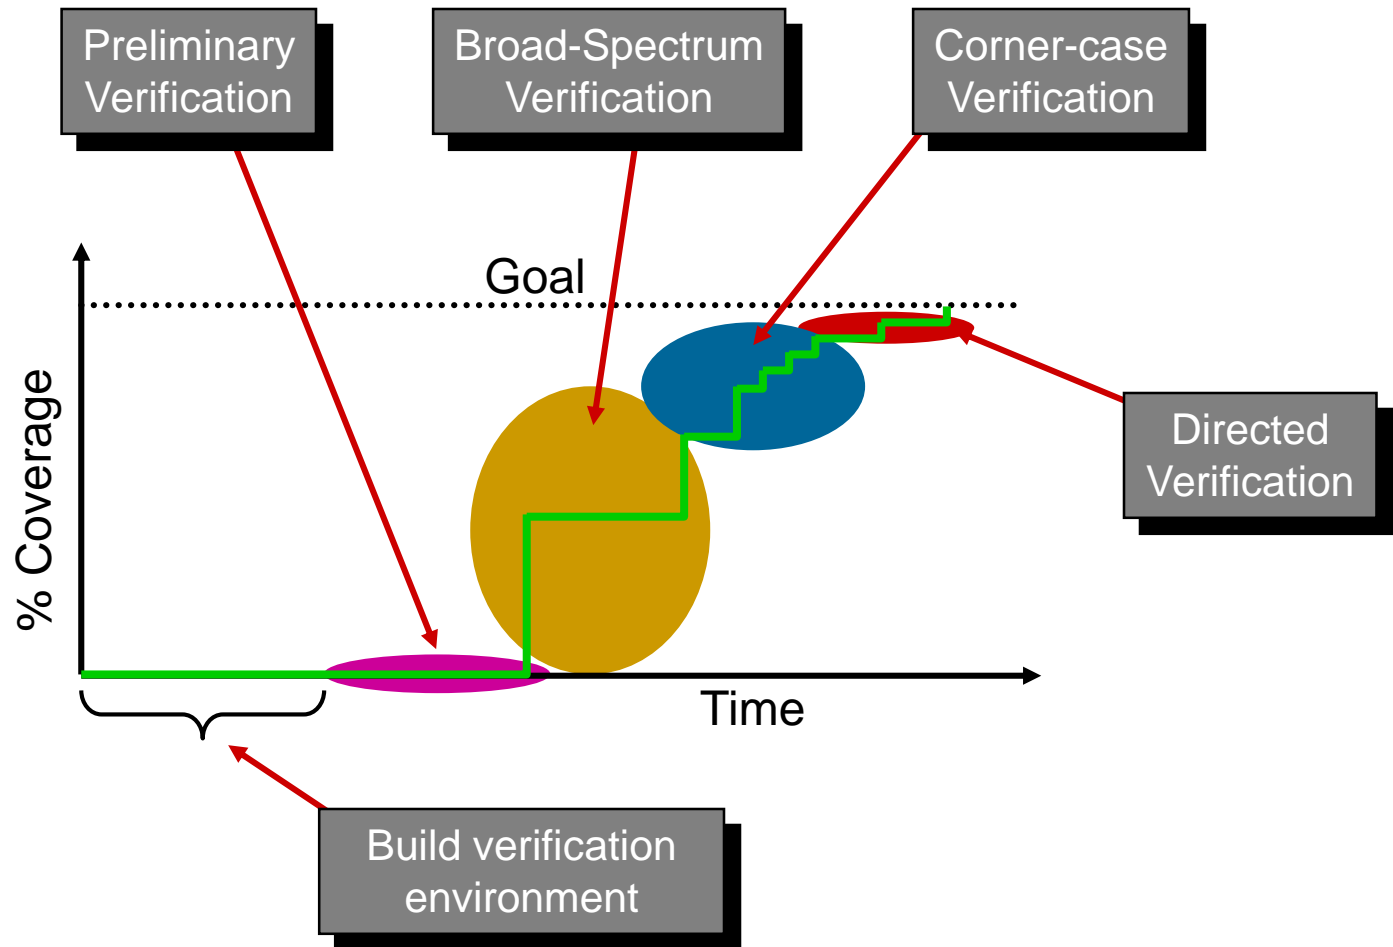 Preliminary
Verification
Broad-Spectrum
Verification
Corner-case
Verification
Goal
% Coverage
Directed
Verification
Time
Build verification
environment